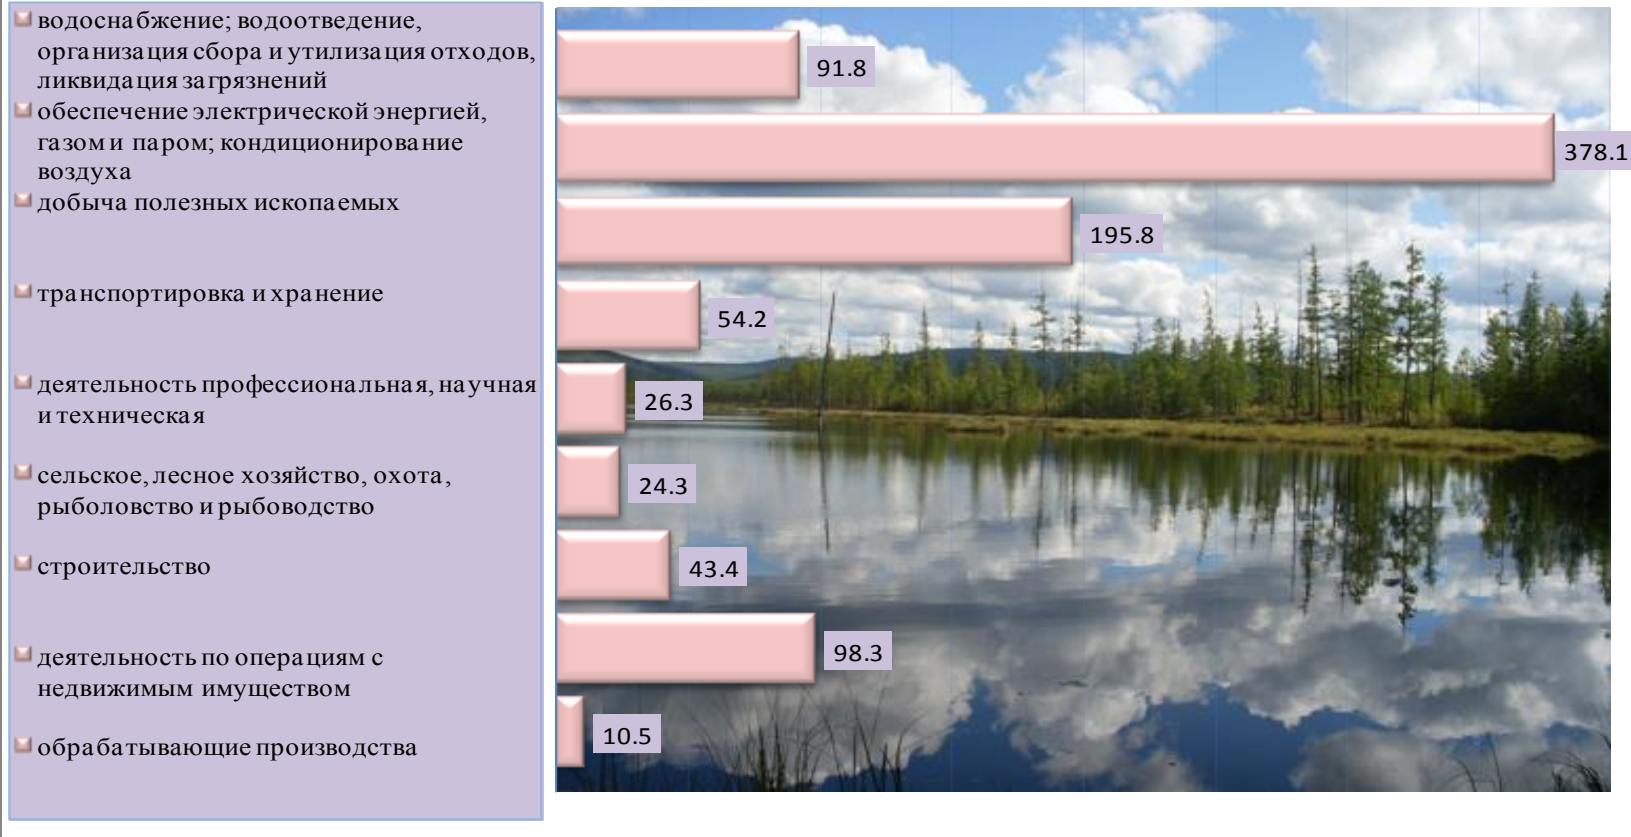 водоснабжение; водоотведение,
организация сбора и утилизация отходов,
ликвидация загрязнений
обеспечение электрической энергией,
газом и паром; кондиционирование
воздуха
добыча полезных ископаемых
транспортировка и хранение
деятельность профессиональная, научная
и техническая
сельское, лесное хозяйство, охота,
рыболовство и рыбоводство
строительство
деятельность по операциям с
недвижимым имуществом
обрабатывающие производства
91.8
378.1
195.8
54.2
26.3
24.3
43.4
98.3
10.5